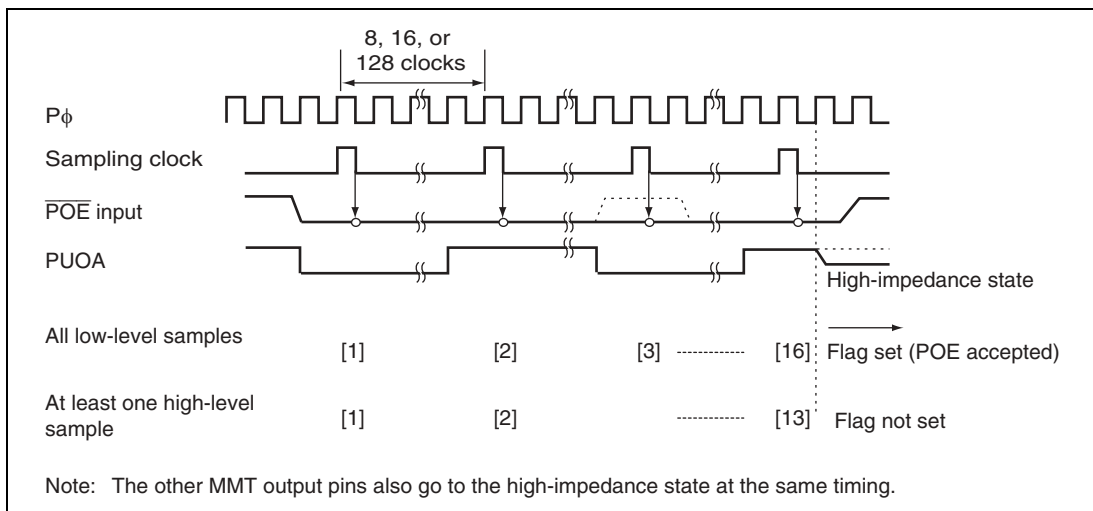 8, 16, or
128 clocks
Pϕ
Sampling clock
P̅O̅E̅ input
PUOA
High-impedance state
All low-level samples
[1] [2] [3] [16] Flag set (POE accepted)
At least one high-level
sample
[1] [2] [13] Flag not set
Note: The other MMT output pins also go to the high-impedance state at the same timing.